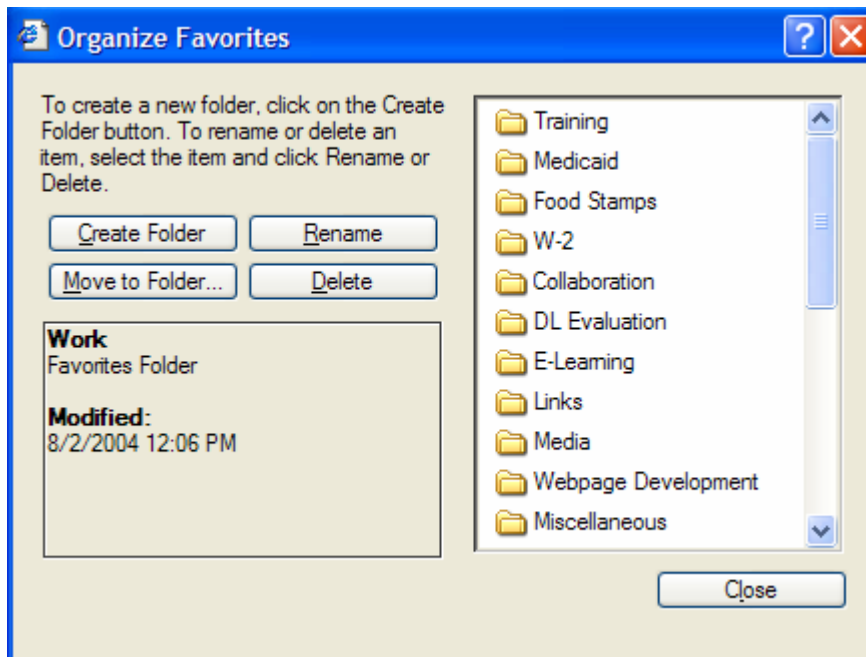 Organize Favorites
To create a new folder, click on the Create
Folder button. To rename or delete an
item, select the item and click Rename or
Delete.
Create Folder
Rename
Move to Folder...
Delete
Work
Favorites Folder
Modified:
8/2/2004 12:06 PM
Training
Medicaid
Food Stamps
W-2
Collaboration
DL Evaluation
E-Learning
Links
Media
Webpage Development
Miscellaneous
Close